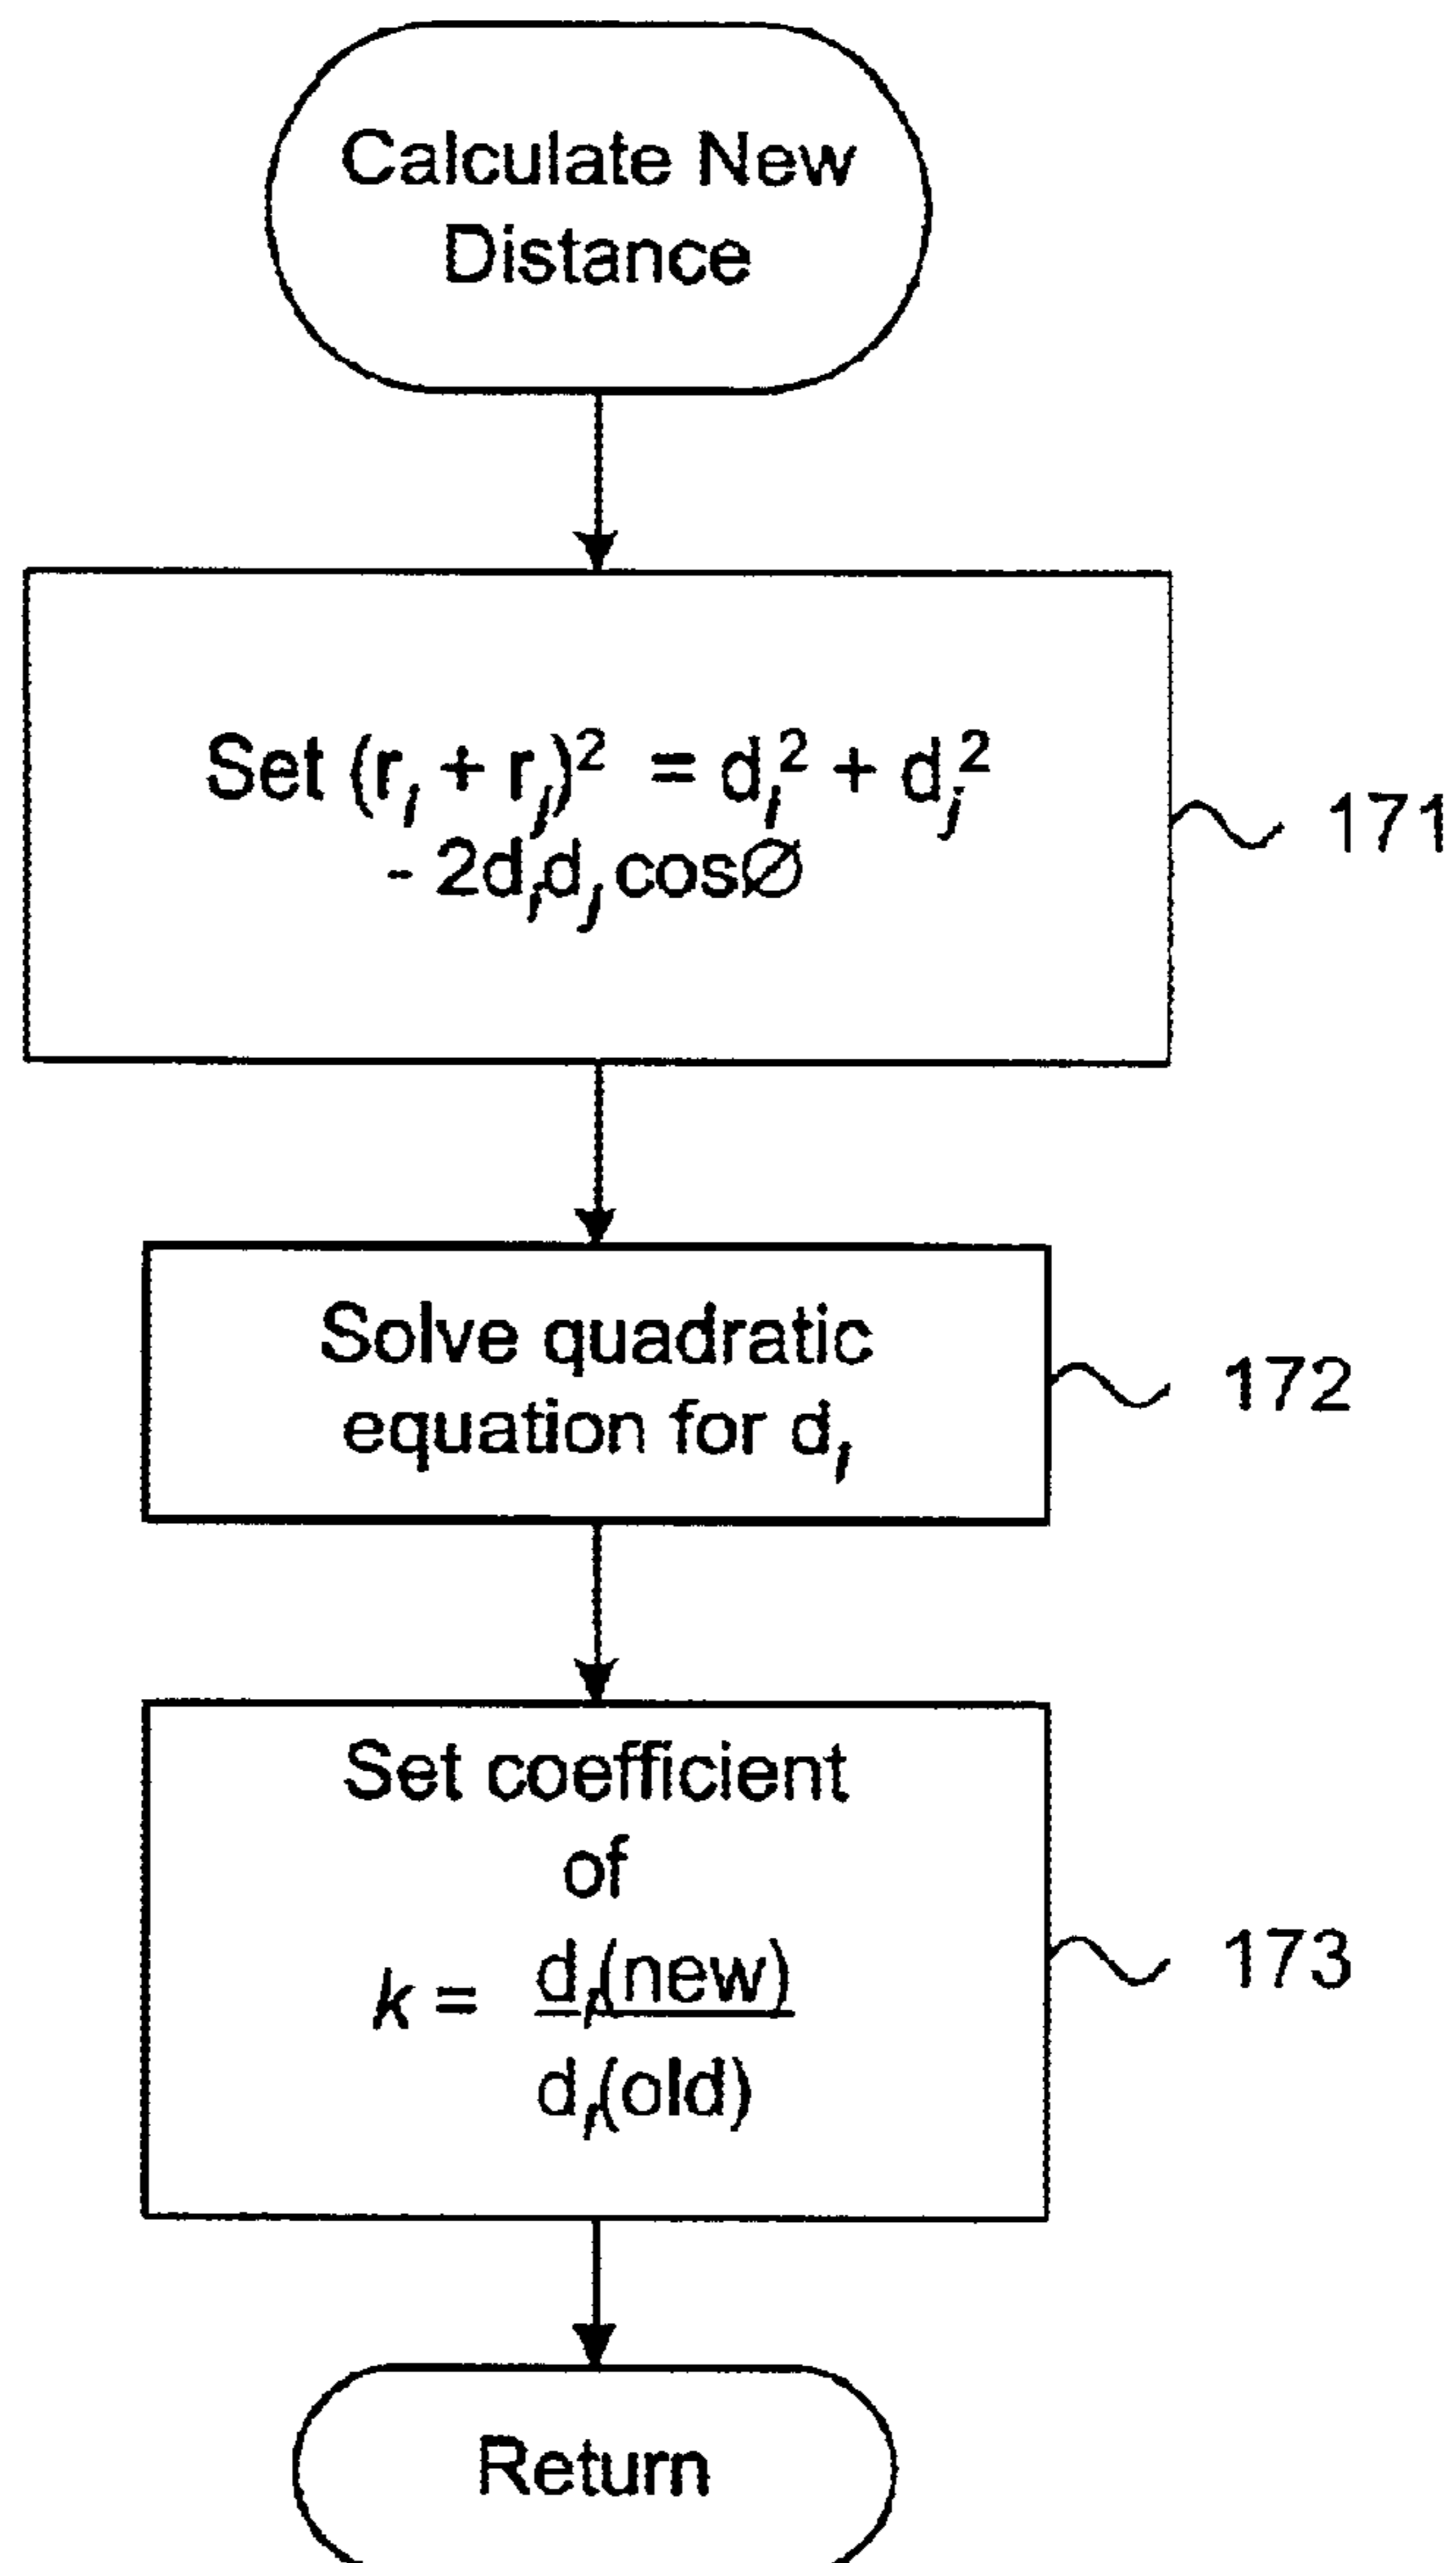 Calculate New
Distance
Set (rᵢ + rⱼ)² = dᵢ² + dⱼ²
- 2dᵢdⱼ cos∅
171
Solve quadratic
equation for dᵢ
172
Set coefficient
of
k = dᵢ(new)
dᵢ(old)
173
Return